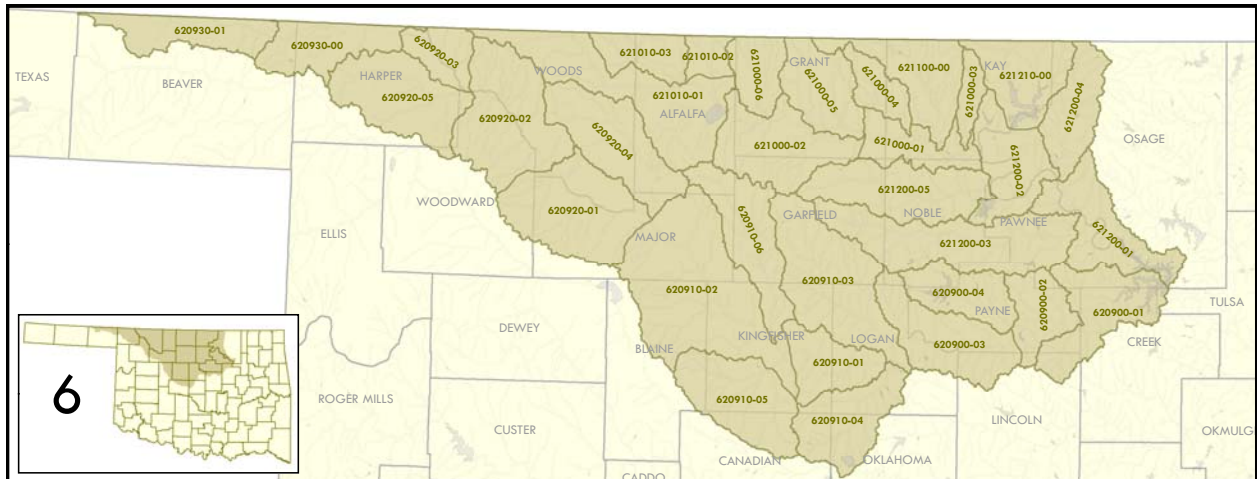 620930-01
620930-00
620920-03
621010-03
621010-02
621000-06
GRANT
621100-00
KAY
TEXAS
BEAVER
HARPER
WOODS
621000-05
621000-04
621000-03
621210-00
621200-04
620920-05
621010-01
ALFALFA
620920-02
620920-04
621000-02
621000-01
OSAGE
621200-02
621200-05
WOODWARD
620920-01
620910-06
GARFIELD
NOBLE
PAWNEE
ELLIS
MAJOR
621200-03
621200-01
620910-02
620910-03
620900-04
620900-02
PAYNE
620900-01
TULSA
DEWEY
KINGFISHER
LOGAN
620900-03
CREEK
BLAINE
620910-01
6
ROGER MILLS
620910-05
620910-04
LINCOLN
CUSTER
OKMULG
CANADIAN
OKLAHOMA
CADDO